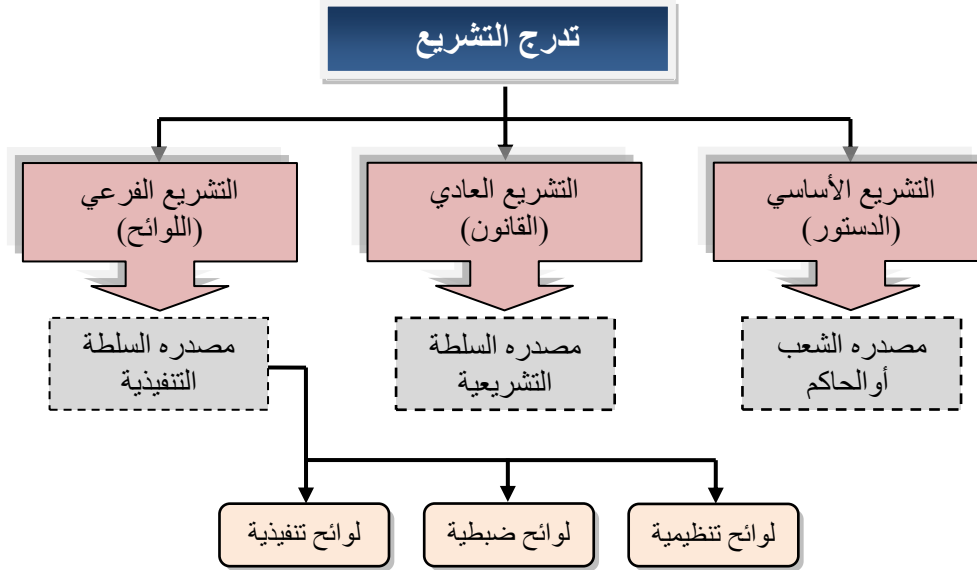 تدرج التشريع
التشريع الأساسي
(الدستور)
التشريع العادي
(القانون)
التشريع الفرعي
(اللوائح)
مصدره الشعب
أوالحاكم
مصدره السلطة
التشريعية
مصدره السلطة
التنفيذية
لوائح تنظيمية
لوائح ضبطية
لوائح تنفيذية